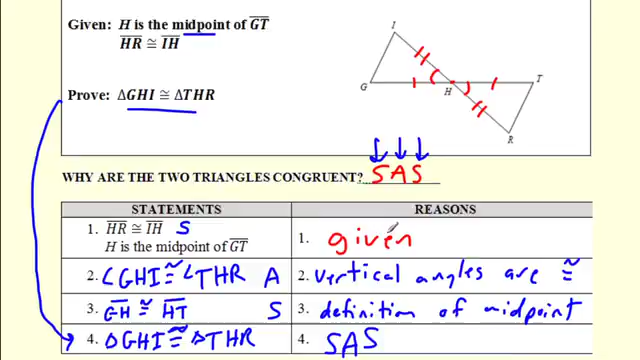 Given: H is the midpoint of GT
HR ≅ IH
Prove: ΔGHI ≅ ΔTHR
I
G
H
T
R
WHY ARE THE TWO TRIANGLES CONGRUENT? SAS
STATEMENTS REASONS
1. HR ≅ IH S
H is the midpoint of GT
1. given
2. ∠GHI ≅ ∠THR A 2. vertical angles are ≅
3. GH ≅ HT S 3. definition of midpoint
4. ΔGHI ≅ ΔTHR 4. SAS